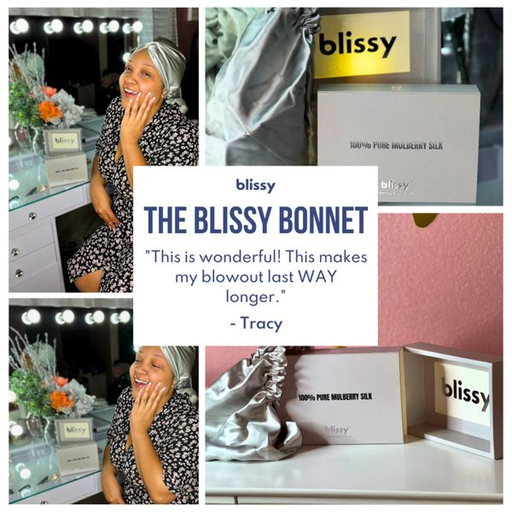 blissy
100% PURE MULBERRY SILK
blissy
blissy
THE BLISSY BONNET
"This is wonderful! This makes
my blowout last WAY
longer."
- Tracy
100% PURE MULBERRY SILK
blissy
blissy